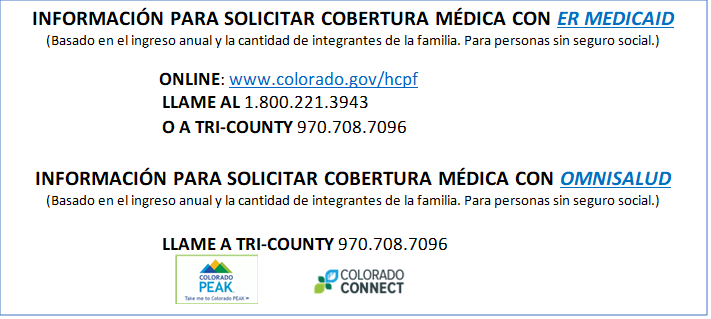 INFORMACIÓN PARA SOLICITAR COBERTURA MÉDICA CON ER MEDICAID
(Basado en el ingreso anual y la cantidad de integrantes de la familia. Para personas sin seguro social.)
ONLINE: www.colorado.gov/hcpf
LLAME AL 1.800.221.3943
O A TRI-COUNTY 970.708.7096
INFORMACIÓN PARA SOLICITAR COBERTURA MÉDICA CON OMNISALUD
(Basado en el ingreso anual y la cantidad de integrantes de la familia. Para personas sin seguro social.)
LLAME A TRI-COUNTY 970.708.7096
COLORADO
PEAK
Take me to Colorado PEAK
COLORADO
CONNECT